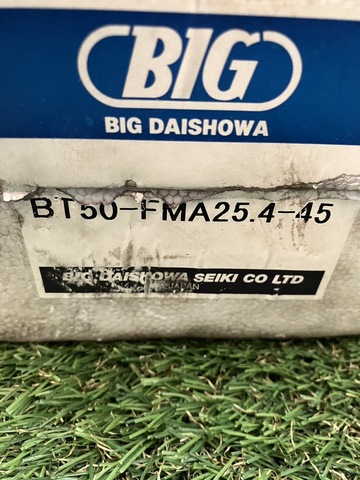 BIG
BIG DAISHOWA
BT50-FMA25.4-45
BIG DAISHOWA SEIKI CO LTD
JAPAN